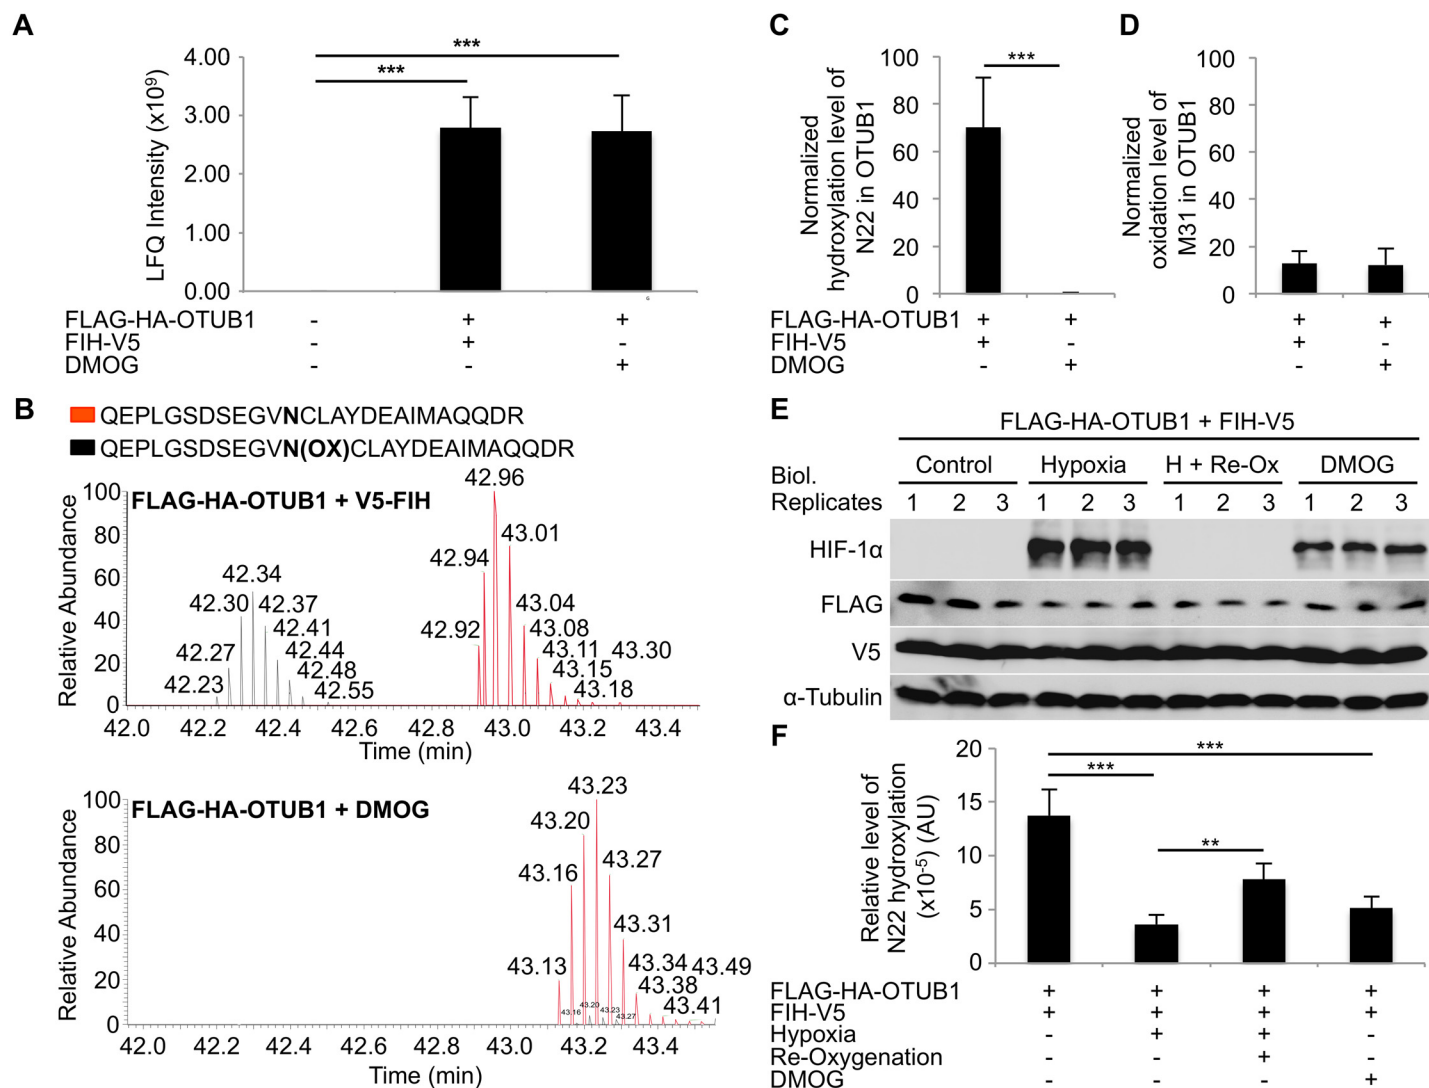 A
LFQ Intensity (x10⁹)
4.00
3.00
2.00
1.00
0.00
***
***
6
FLAG-HA-OTUB1 - + +
FIH-V5 - + -
DMOG - - +
B
QEPLGSDSEGVNCLAYDEAIMAQQDR
QEPLGSDSEGVN(OX)CLAYDEAIMAQQDR
FLAG-HA-OTUB1 + V5-FIH
Relative Abundance
100
80
60
40
20
0
42.23
42.27
42.30
42.34
42.37
42.41
42.44
42.48
42.55
42.92
42.94
42.96
43.01
43.04
43.08
43.11
43.15
43.18
43.30
42.0 42.2 42.4 42.6 42.8 43.0 43.2 43.4
Time (min)
FLAG-HA-OTUB1 + DMOG
Relative Abundance
100
80
60
40
20
0
43.13
43.16
43.20
43.23
43.27
43.31
43.34
43.38
43.41
43.49
43.16
43.20
43.23
43.27
42.0 42.2 42.4 42.6 42.8 43.0 43.2 43.4
Time (min)
C
Normalized
hydroxylation level of
N22 in OTUB1
100
80
60
40
20
0
***
FLAG-HA-OTUB1 + +
FIH-V5 + -
DMOG - +
D
Normalized
oxidation level of
M31 in OTUB1
100
80
60
40
20
0
+ +
+ -
- +
E
FLAG-HA-OTUB1 + FIH-V5
Control Hypoxia H + Re-Ox DMOG
Biol.
Replicates 1 2 3 1 2 3 1 2 3 1 2 3
HIF-1α
FLAG
V5
α-Tubulin
F
Relative level of
N22 hydroxylation
(x10⁻⁵) (AU)
20
15
10
5
0
***
***
**
FLAG-HA-OTUB1 + + + +
FIH-V5 + + + +
Hypoxia - + + -
Re-Oxygenation - - + -
DMOG - - - +